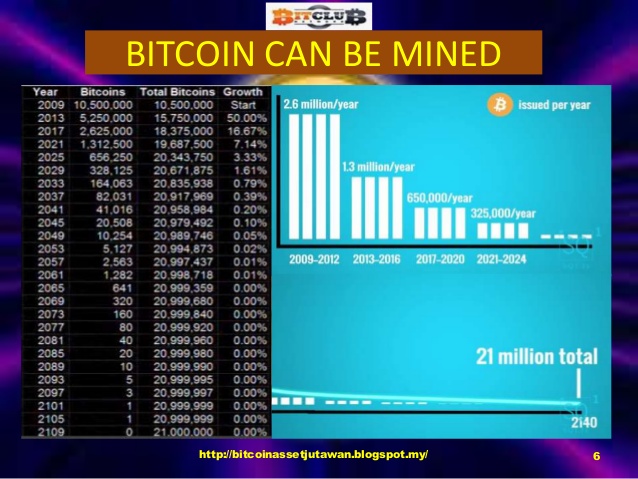 BITCLUB
NETWORK
BITCOIN CAN BE MINED
Year Bitcoins Total Bitcoins Growth
2009 10,500,000 10,500,000 Start
2013 5,250,000 15,750,000 50.00%
2017 2,625,000 18,375,000 16.67%
2021 1,312,500 19,687,500 7.14%
2025 656,250 20,343,750 3.33%
2029 328,125 20,671,875 1.61%
2033 164,063 20,835,938 0.79%
2037 82,031 20,917,969 0.39%
2041 41,016 20,958,984 0.20%
2045 20,508 20,979,492 0.10%
2049 10,254 20,989,746 0.05%
2053 5,127 20,994,873 0.02%
2057 2,563 20,997,437 0.01%
2061 1,282 20,998,718 0.01%
2065 641 20,999,359 0.00%
2069 320 20,999,680 0.00%
2073 160 20,999,840 0.00%
2077 80 20,999,920 0.00%
2081 40 20,999,960 0.00%
2085 20 20,999,980 0.00%
2089 10 20,999,990 0.00%
2093 5 20,999,995 0.00%
2097 3 20,999,997 0.00%
2101 1 20,999,999 0.00%
2105 1 20,999,999 0.00%
2109 0 21,000,000 0.00%
2.6 million/year
issued per year
1.3 million/year
650,000/year
325,000/year
2009-2012 2013-2016 2017-2020 2021-2024
21 million total
2140
http://bitcoinassetjutawan.blogspot.my/
6